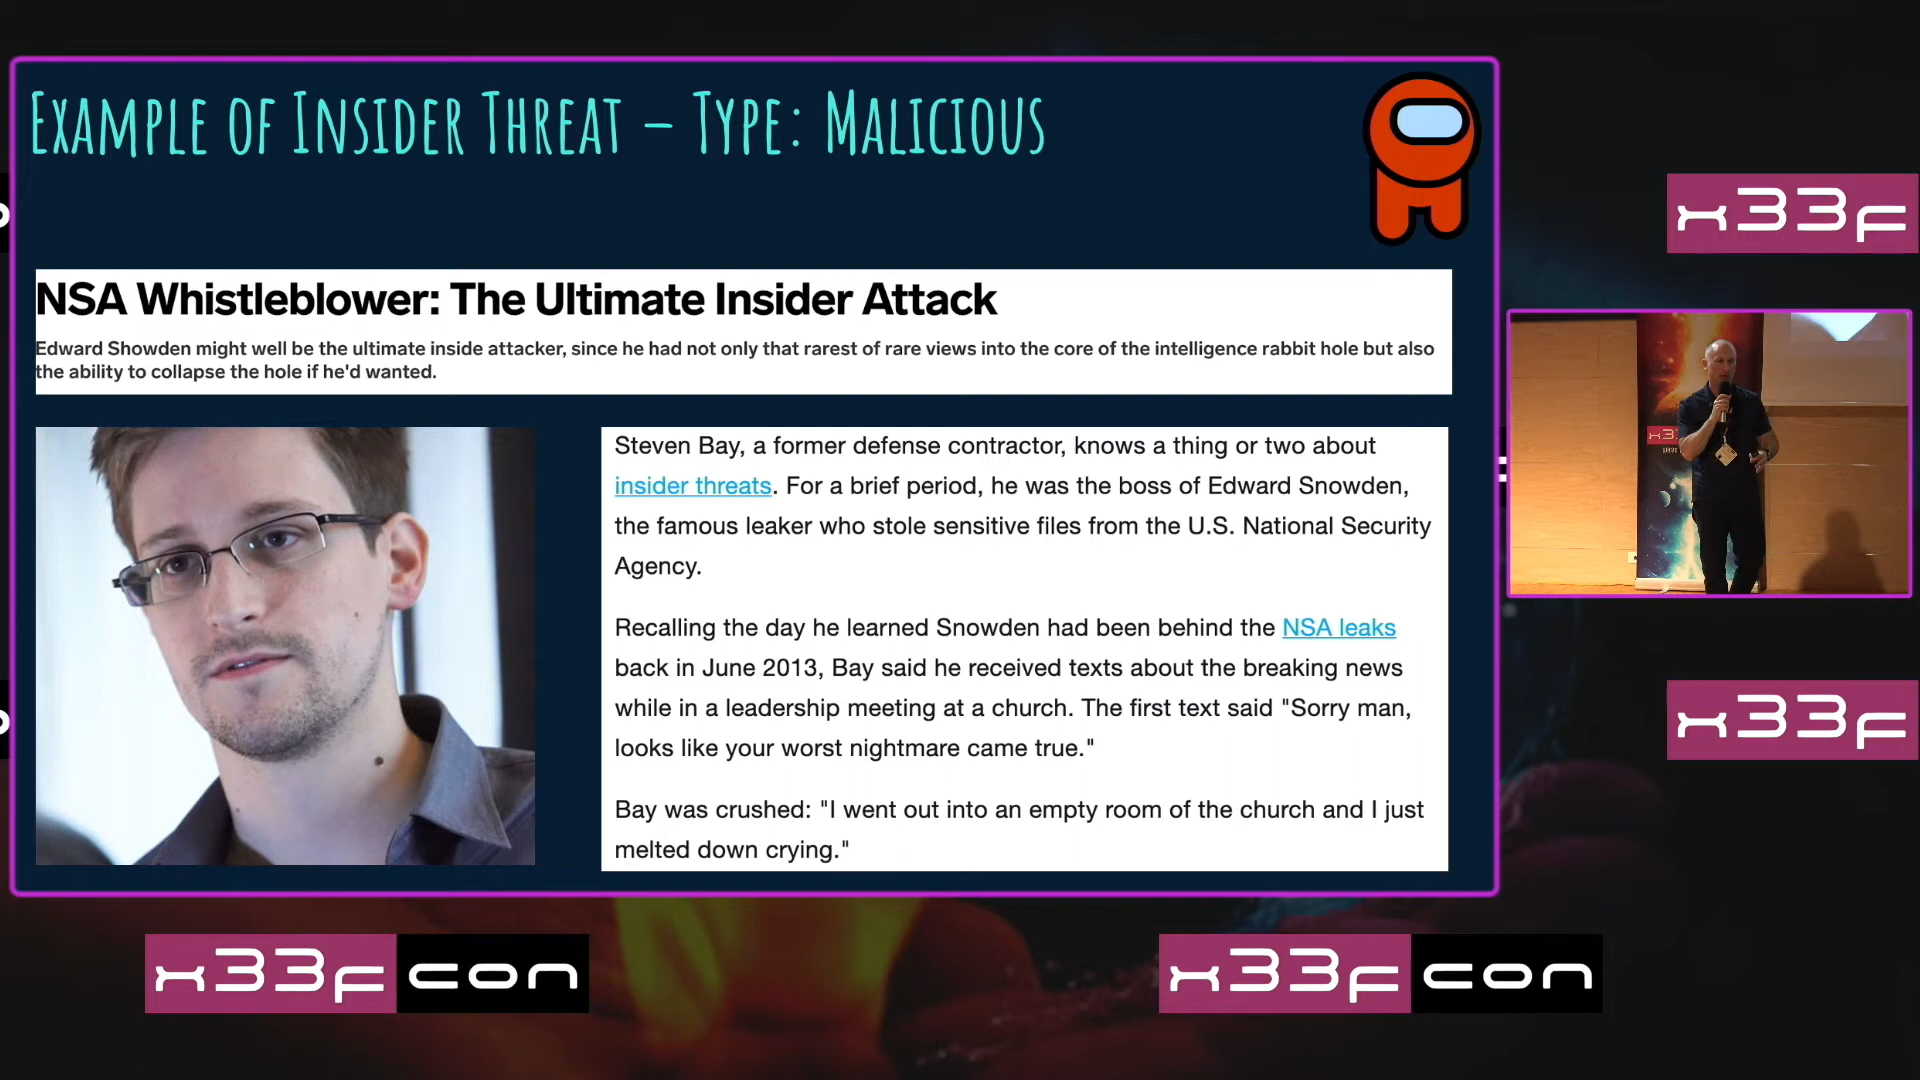 EXAMPLE OF INSIDER THREAT – TYPE: MALICIOUS
NSA Whistleblower: The Ultimate Insider Attack
Edward Showden might well be the ultimate inside attacker, since he had not only that rarest of rare views into the core of the intelligence rabbit hole but also
the ability to collapse the hole if he'd wanted.
Steven Bay, a former defense contractor, knows a thing or two about
insider threats. For a brief period, he was the boss of Edward Snowden,
the famous leaker who stole sensitive files from the U.S. National Security
Agency.
Recalling the day he learned Snowden had been behind the NSA leaks
back in June 2013, Bay said he received texts about the breaking news
while in a leadership meeting at a church. The first text said "Sorry man,
looks like your worst nightmare came true."
Bay was crushed: "I went out into an empty room of the church and I just
melted down crying."
x33f
x33f
x33fcon
x33fcon